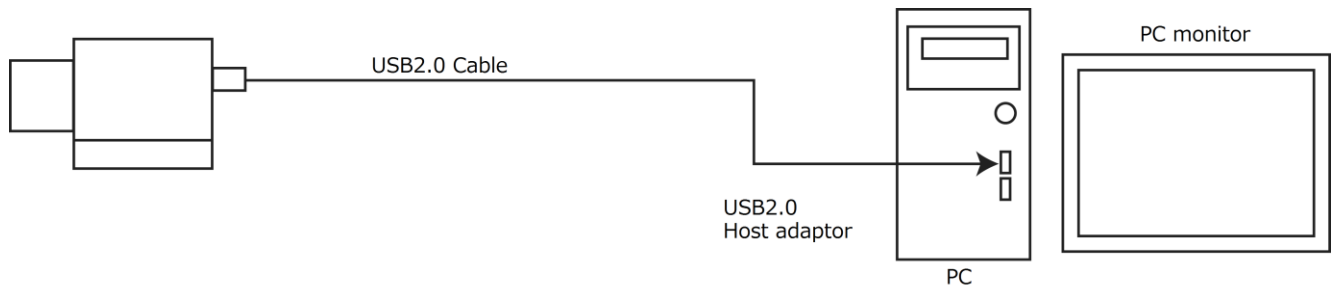 PC monitor
USB2.0 Cable
USB2.0
Host adaptor
PC